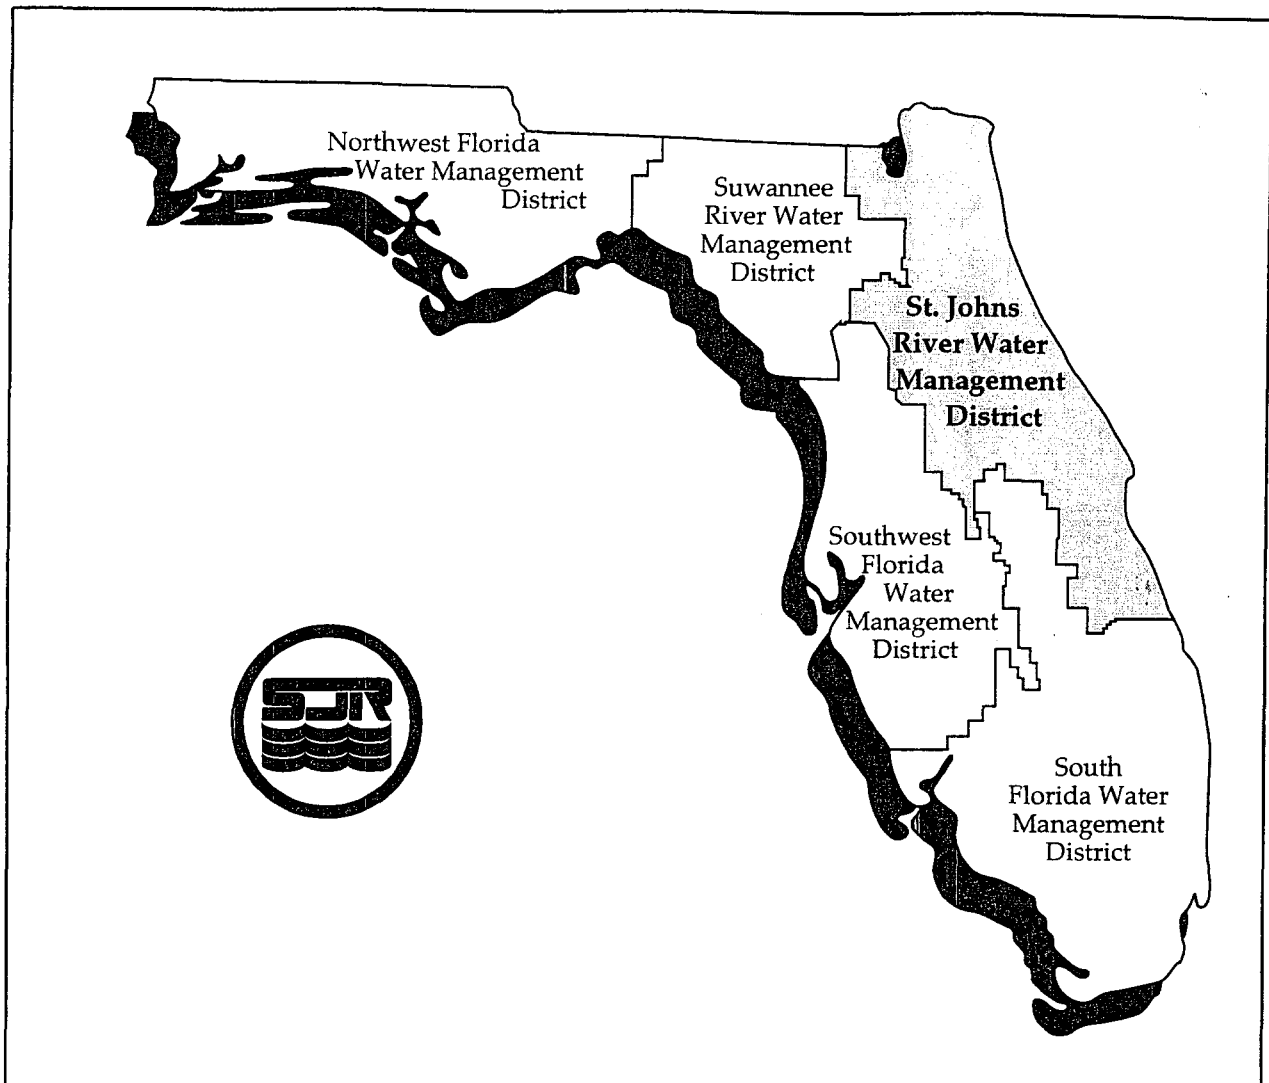 Northwest Florida
Water Management
District
Suwannee
River Water
Management
District
St. Johns
River Water
Management
District
Southwest
Florida
Water
Management
District
SJR
South
Florida Water
Management
District